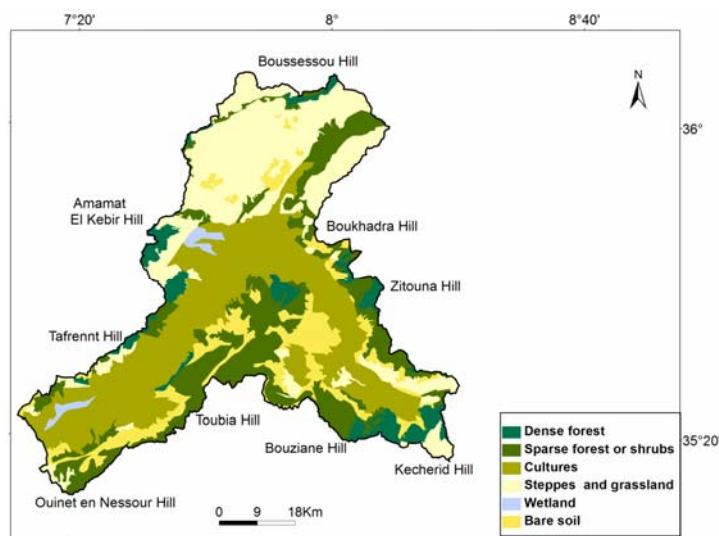 7°20'
8°
8°40'
Boussessou Hill
N
36°
Amamat
El Kebir Hill
Boukhadra Hill
Zitouna Hill
Tafrennt Hill
Toubia Hill
Bouziane Hill
Kecherid Hill
Ouinet en Nessour Hill
35°20'
0 9 18Km
Dense forest
Sparse forest or shrubs
Cultures
Steppes and grassland
Wetland
Bare soil